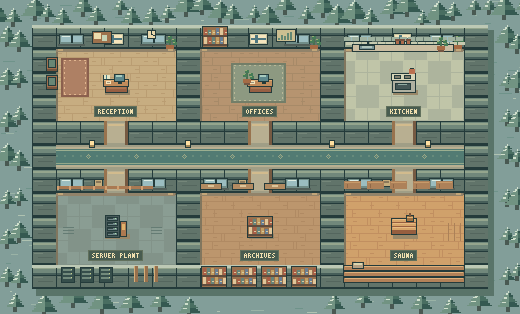 RECEPTION
OFFICES
KITCHEN
SERVER PLANT
ARCHIVES
SAUNA